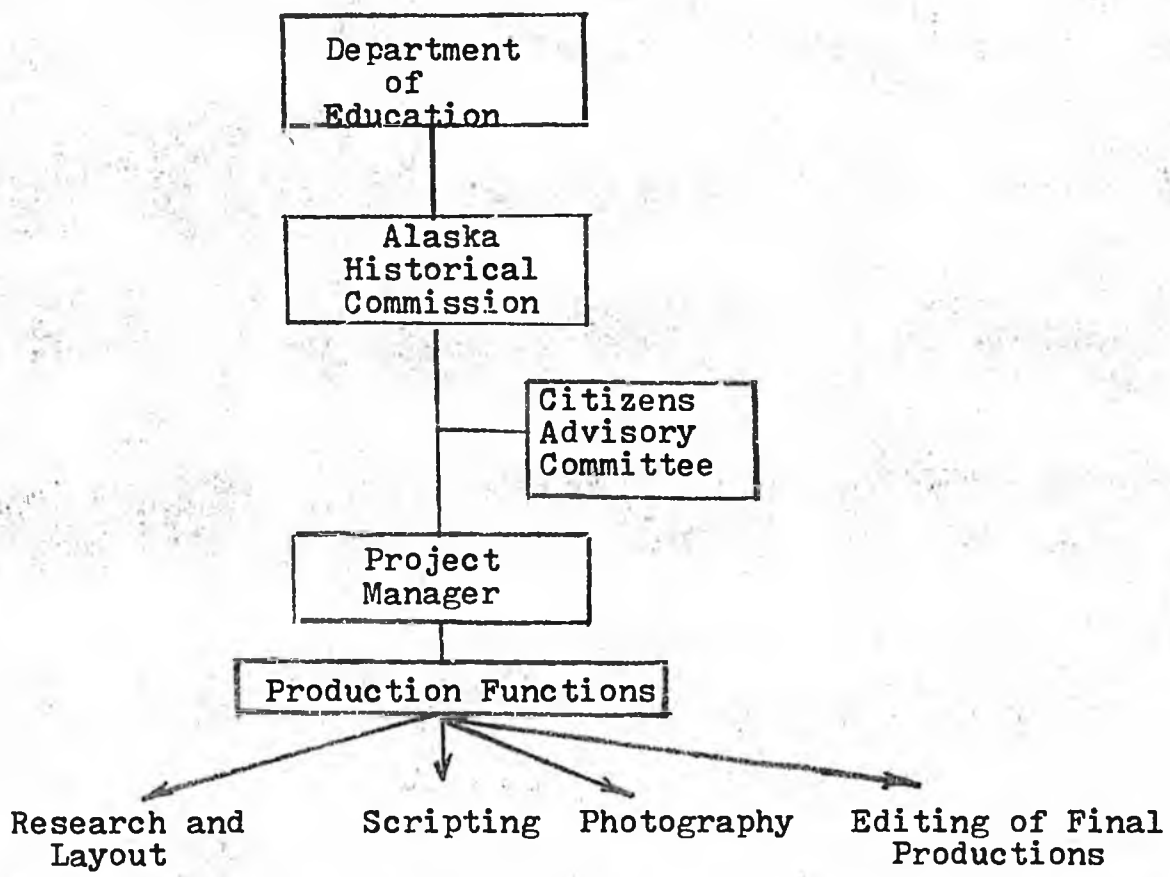 Department
of
Education
Alaska
Historical
Commission
Citizens
Advisory
Committee
Project
Manager
Production Functions
Research and
Layout
Scripting
Photography
Editing of Final
Productions